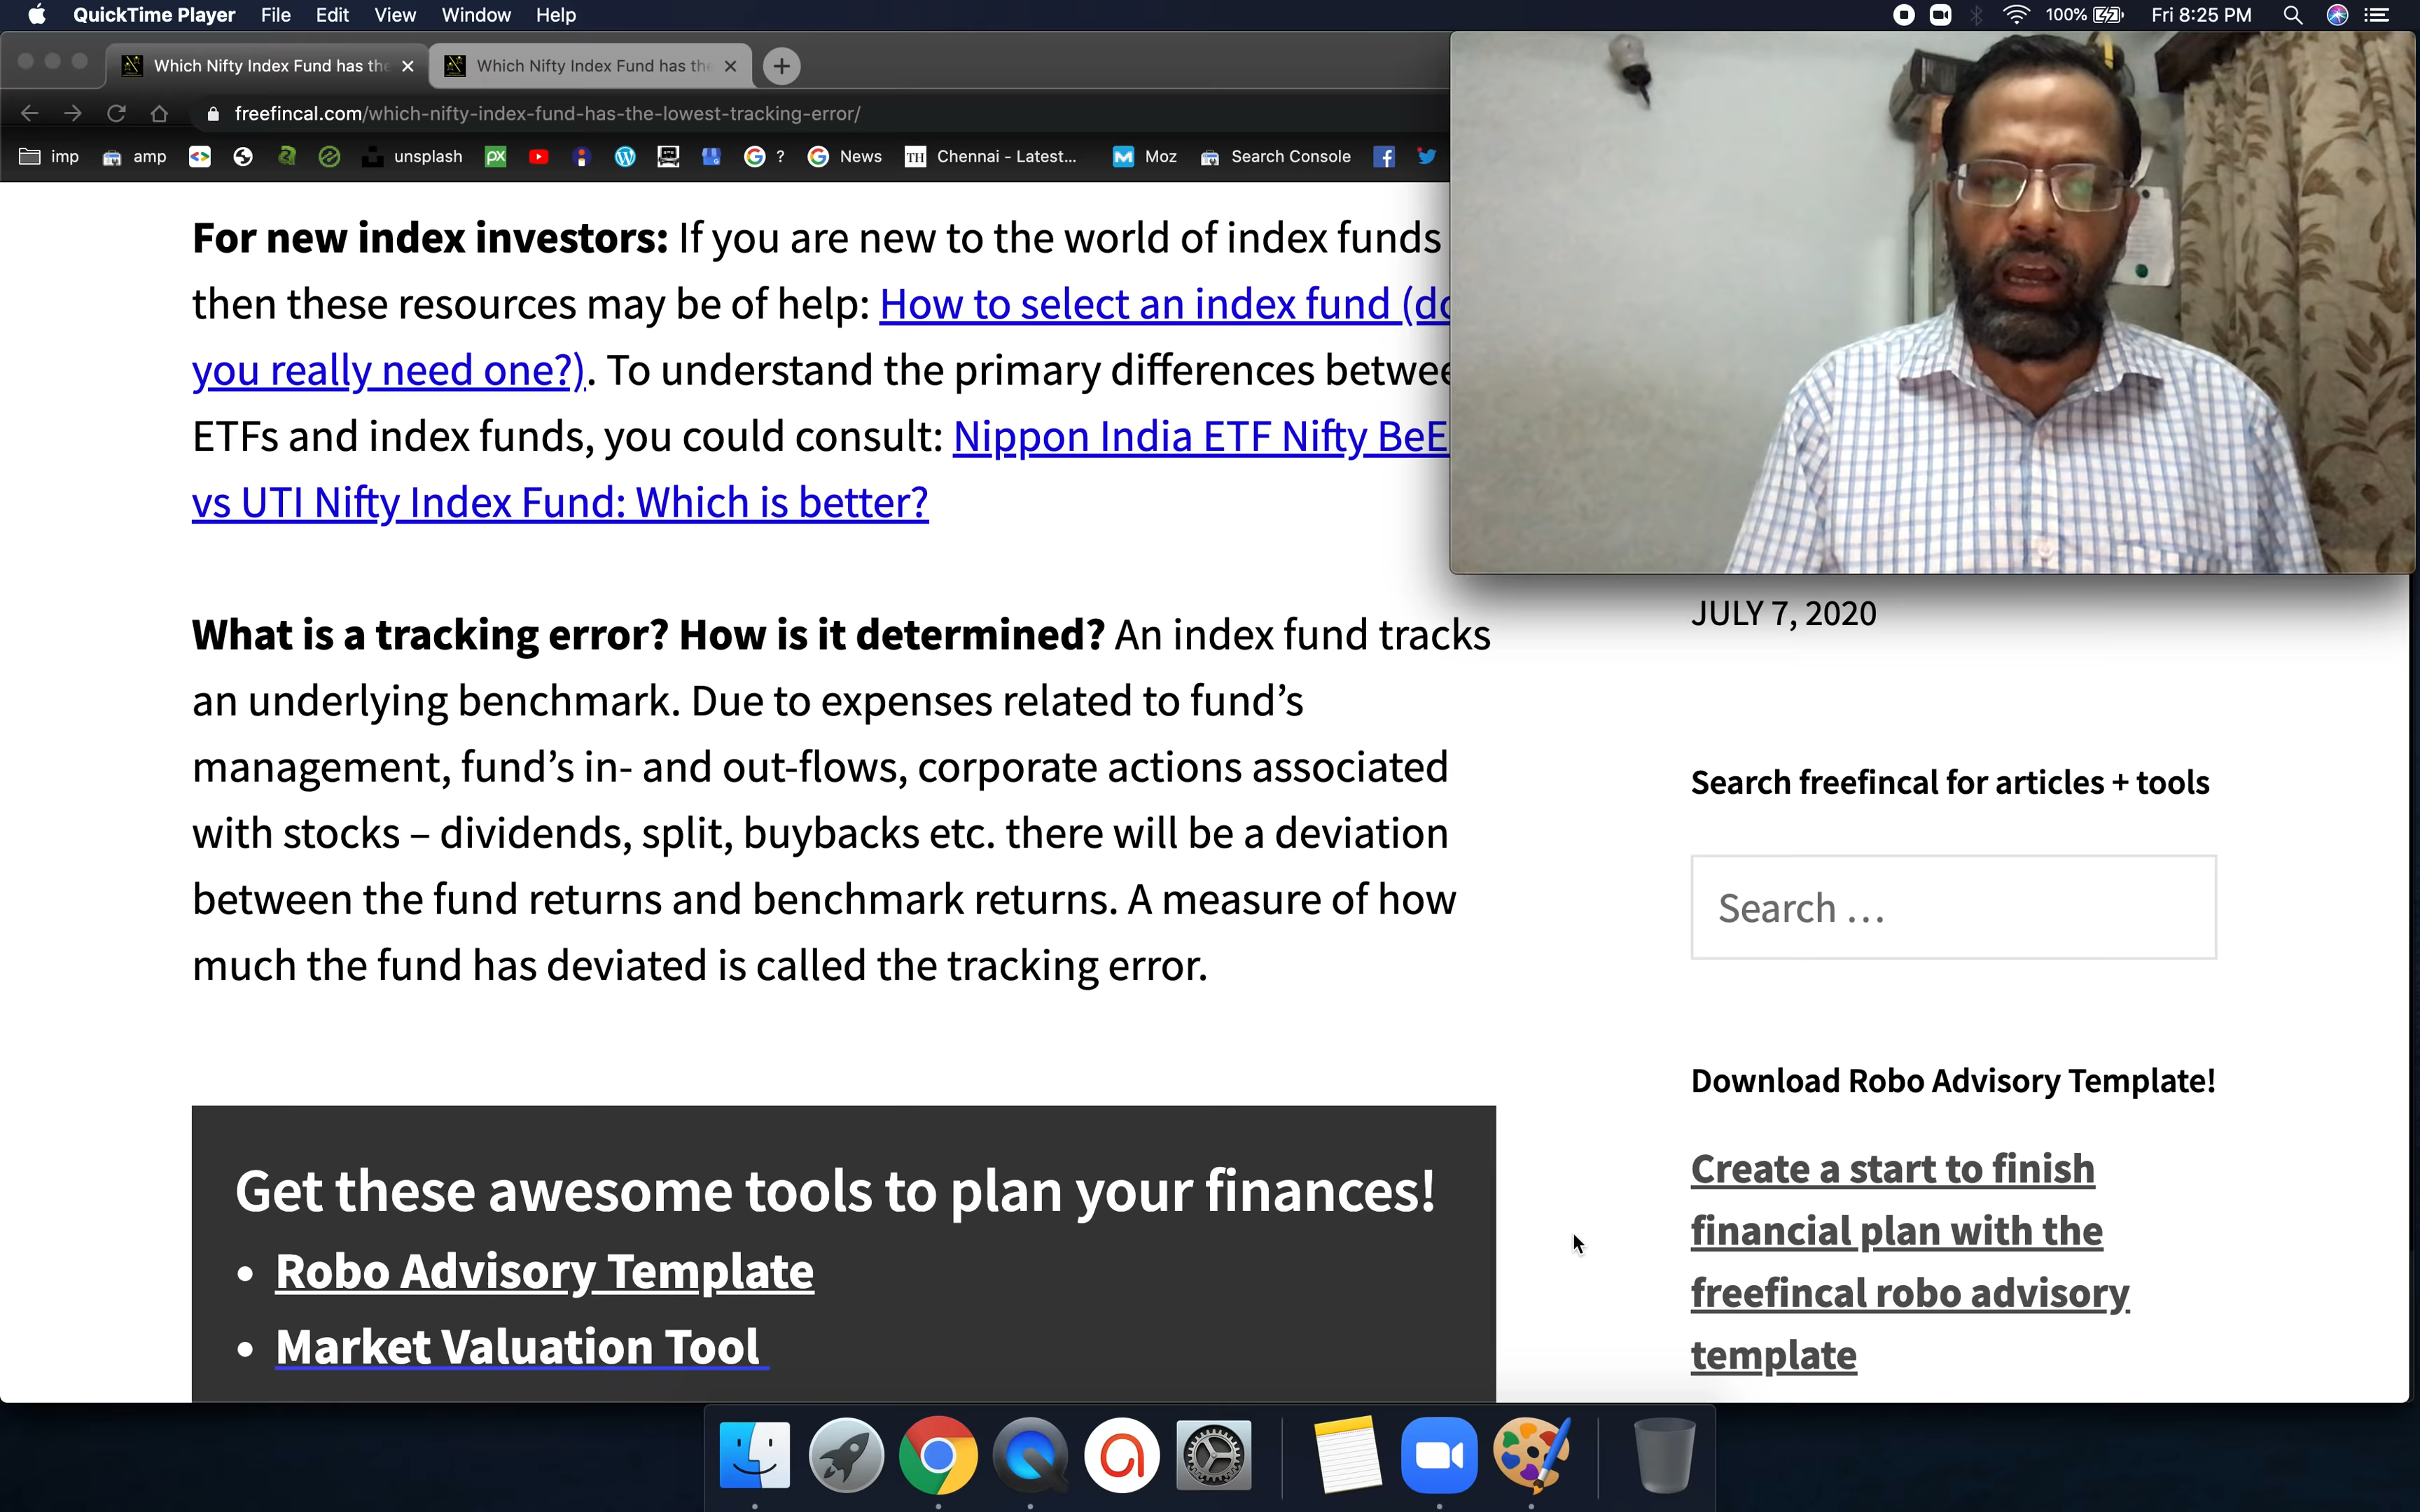 QuickTime Player File Edit View Window Help 100% Fri 8:25 PM
Which Nifty Index Fund has the Which Nifty Index Fund has the
freefincal.com/which-nifty-index-fund-has-the-lowest-tracking-error/
imp amp unsplash px G ? News TH Chennai - Latest... M Moz Search Console
For new index investors: If you are new to the world of index funds
then these resources may be of help: How to select an index fund (do
you really need one?). To understand the primary differences betwee
ETFs and index funds, you could consult: Nippon India ETF Nifty BeE
vs UTI Nifty Index Fund: Which is better?
What is a tracking error? How is it determined? An index fund tracks
an underlying benchmark. Due to expenses related to fund’s
management, fund’s in- and out-flows, corporate actions associated
with stocks – dividends, split, buybacks etc. there will be a deviation
between the fund returns and benchmark returns. A measure of how
much the fund has deviated is called the tracking error.
Get these awesome tools to plan your finances!
• Robo Advisory Template
• Market Valuation Tool
JULY 7, 2020
Search freefincal for articles + tools
Search …
Download Robo Advisory Template!
Create a start to finish
financial plan with the
freefincal robo advisory
template